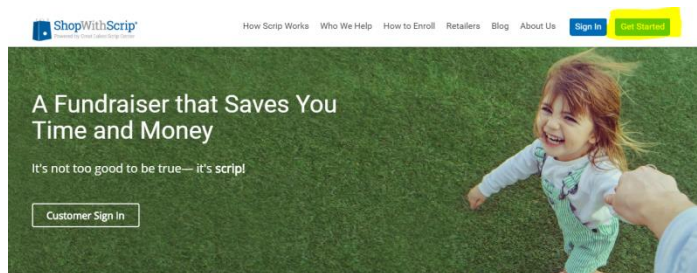 ShopWithScrip®
Powered by Great Lakes Scrip Center
How Scrip Works Who We Help How to Enroll Retailers Blog About Us Sign In Get Started
A Fundraiser that Saves You
Time and Money
It's not too good to be true— it's scrip!
Customer Sign In